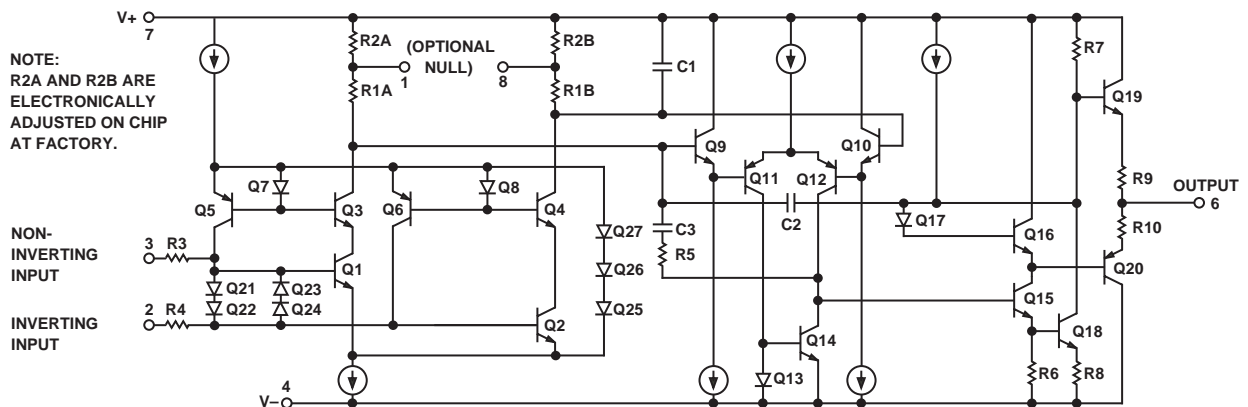 V+
7
NOTE:
R2A AND R2B ARE
ELECTRONICALLY
ADJUSTED ON CHIP
AT FACTORY.
R2A
(OPTIONAL
NULL)
R2B
1
8
R1A
R1B
C1
R7
Q19
Q9
Q10
Q7
Q8
Q11
Q12
Q5
Q3
Q6
Q4
R9
OUTPUT
6
NON-
INVERTING
INPUT
3
R3
Q27
C3
C2
Q17
Q16
R10
Q1
Q26
R5
Q20
Q21
Q23
Q22
Q24
Q25
Q15
INVERTING
INPUT
2
R4
Q2
Q18
Q14
Q13
R6
R8
V–
4